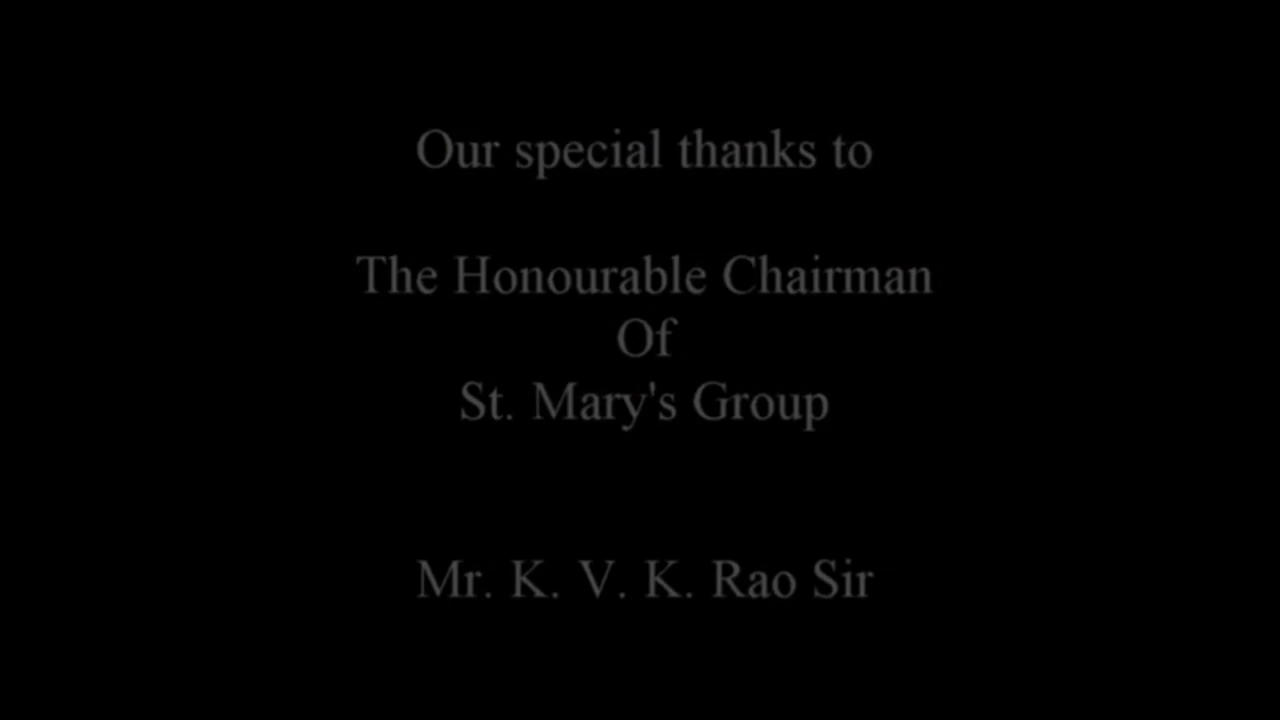 Our special thanks to
The Honourable Chairman
Of
St. Mary's Group
Mr. K. V. K. Rao Sir